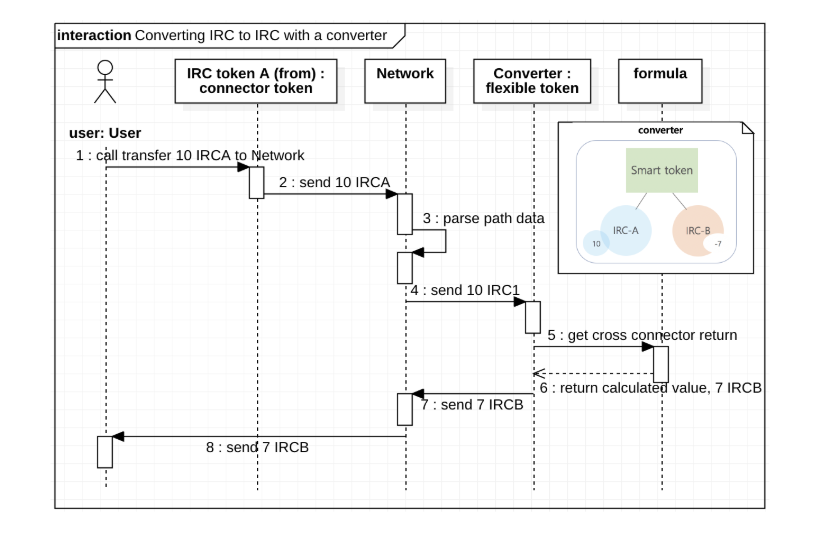 interaction Converting IRC to IRC with a converter
IRC token A (from) :
connector token
Network
Converter :
flexible token
formula
user: User
converter
Smart token
IRC-A
IRC-B
10
-7
1 : call transfer 10 IRCA to Network
2 : send 10 IRCA
3 : parse path data
4 : send 10 IRC1
5 : get cross connector return
6 : return calculated value, 7 IRCB
7 : send 7 IRCB
8 : send 7 IRCB